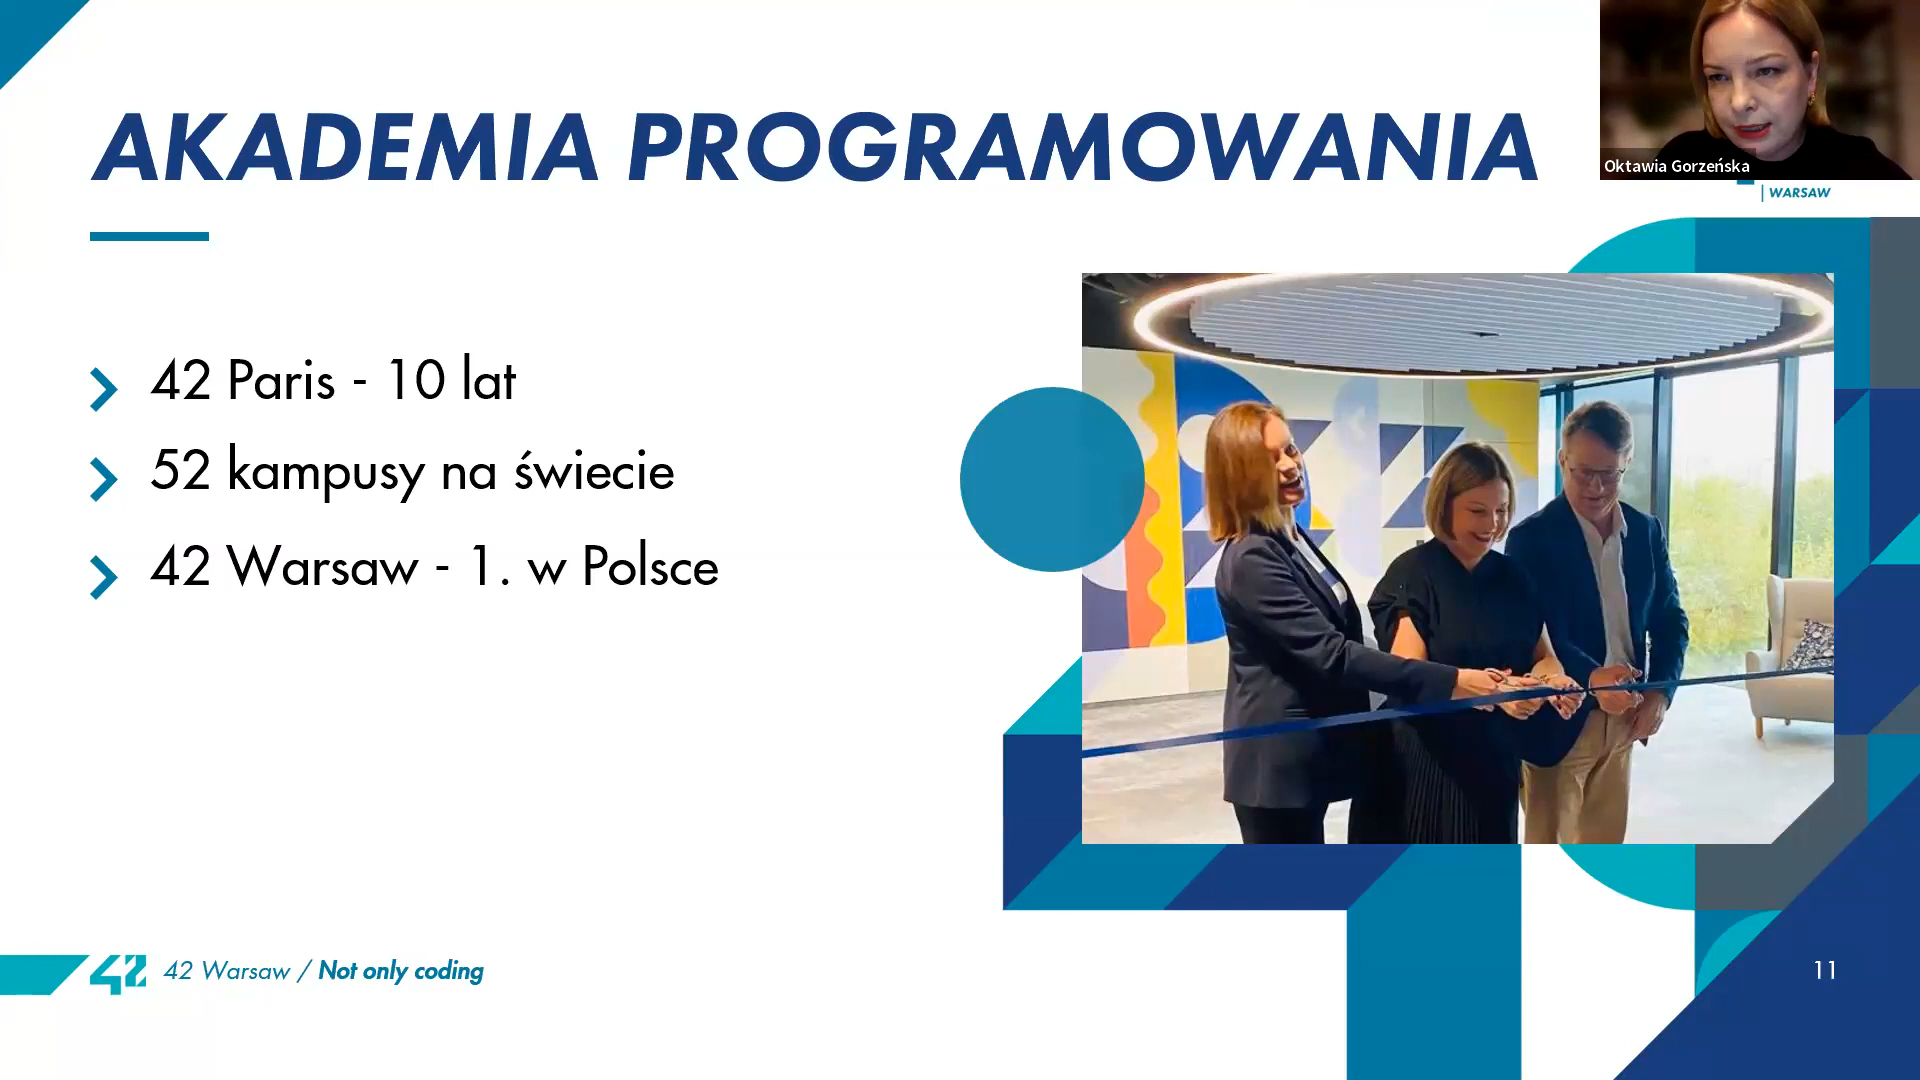 AKADEMIA PROGRAMOWANIA
Oktawia Gorzeńska
| WARSAW
42 Paris - 10 lat
52 kampusy na świecie
42 Warsaw - 1. w Polsce
42 42 Warsaw / Not only coding
11